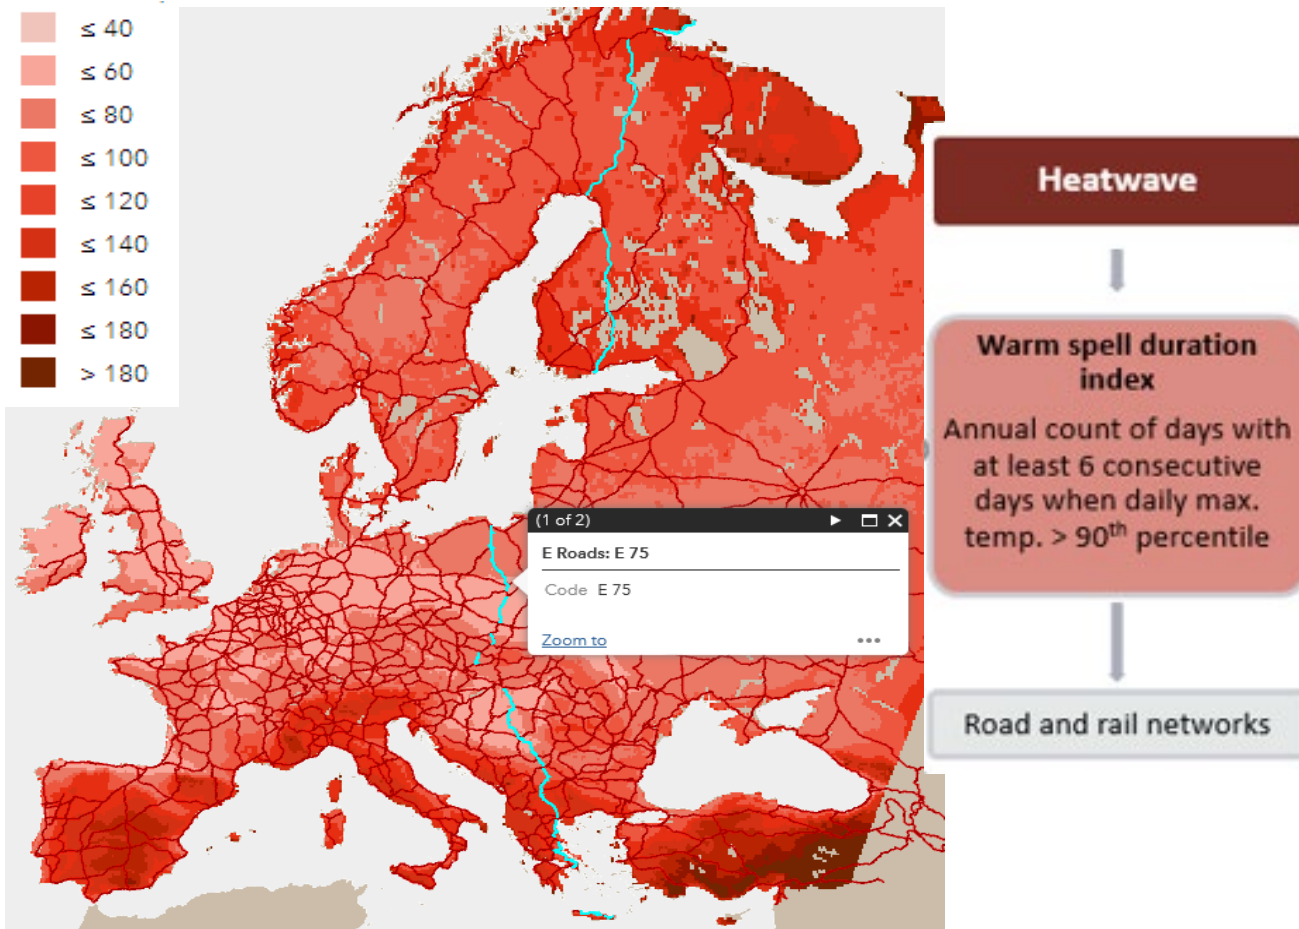 ≤ 40
≤ 60
≤ 80
≤ 100
≤ 120
≤ 140
≤ 160
≤ 180
> 180
(1 of 2)
E Roads: E 75
Code E 75
Zoom to
Heatwave
Warm spell duration
index
Annual count of days with
at least 6 consecutive
days when daily max.
temp. > 90th percentile
Road and rail networks